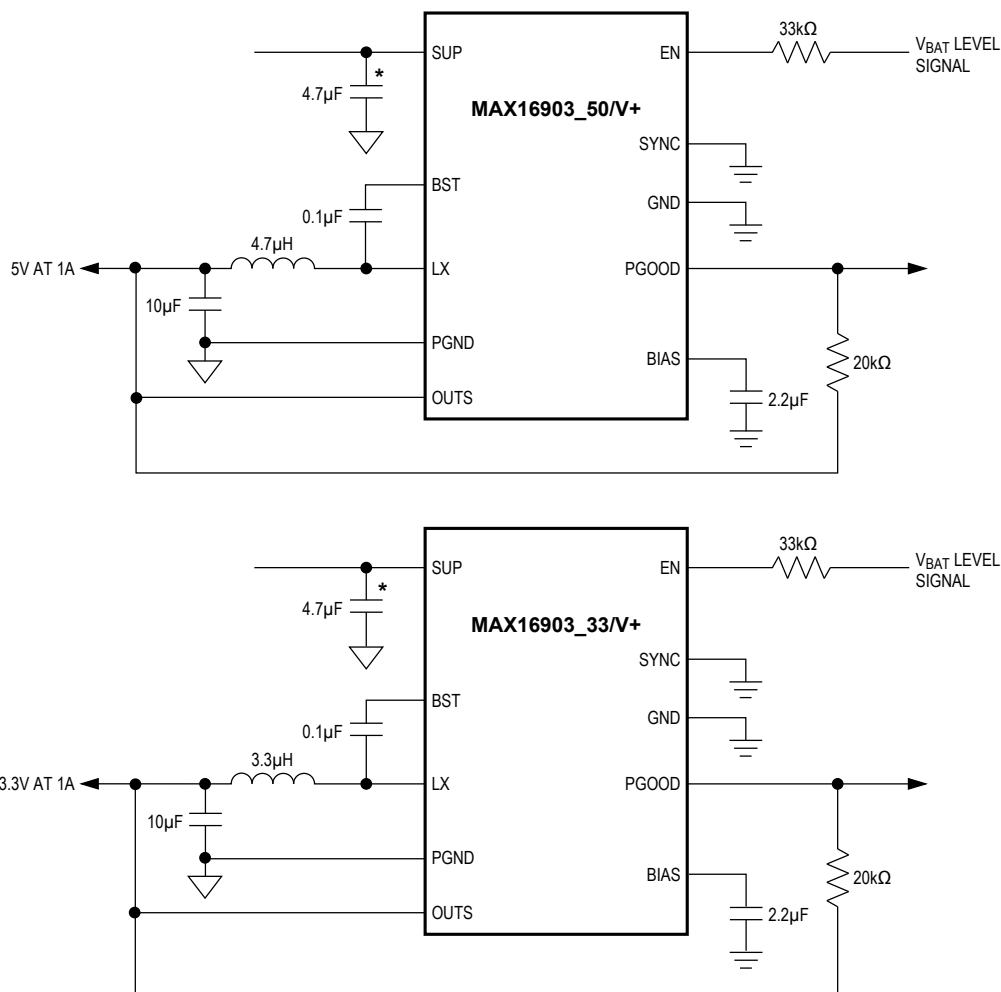 33kΩ
SUP
EN
V_BAT LEVEL
SIGNAL
*
4.7µF
MAX16903_50/V+
SYNC
BST
GND
0.1µF
4.7µH
5V AT 1A
LX
PGOOD
10µF
PGND
BIAS
20kΩ
OUTS
2.2µF
33kΩ
SUP
EN
V_BAT LEVEL
SIGNAL
*
4.7µF
MAX16903_33/V+
SYNC
BST
GND
0.1µF
3.3µH
3.3V AT 1A
LX
PGOOD
10µF
PGND
BIAS
20kΩ
OUTS
2.2µF